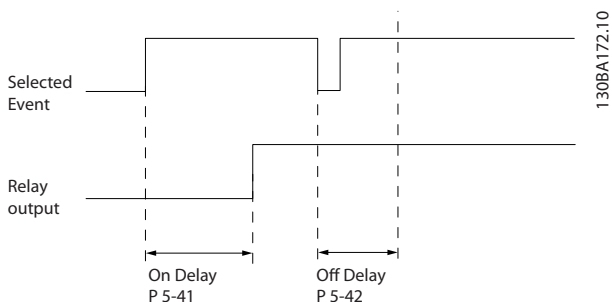 130BA172.10
Selected
Event
Relay
output
On Delay
P 5-41
Off Delay
P 5-42